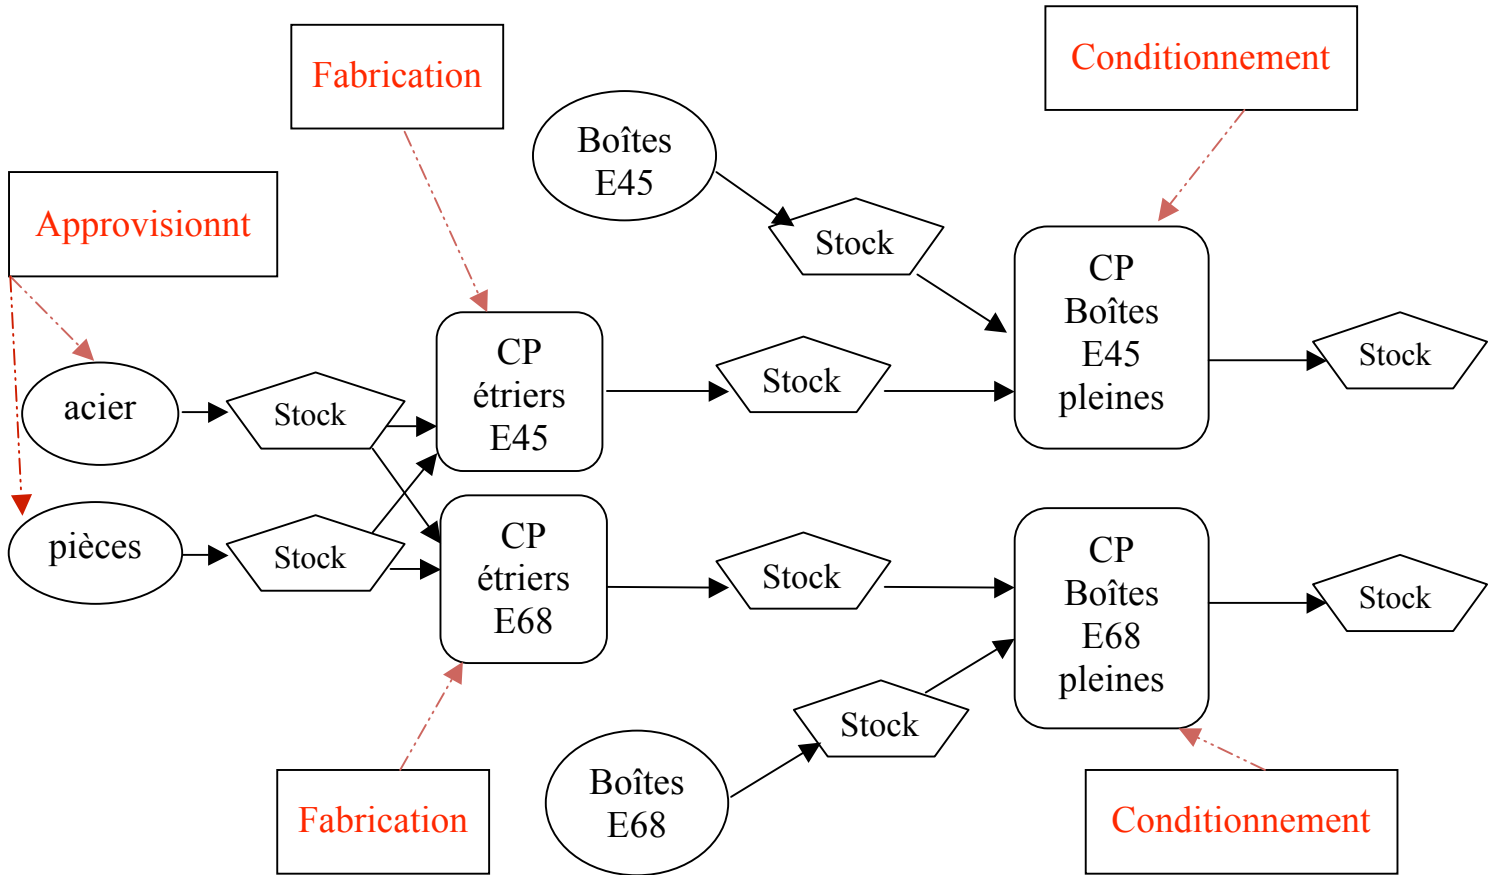 Fabrication
Conditionnement
Boîtes
E45
Approvisionnt
Stock
CP
Boîtes
E45
pleines
CP
étriers
E45
Stock
Stock
acier
Stock
pièces
Stock
CP
étriers
E68
Stock
CP
Boîtes
E68
pleines
Stock
Stock
Boîtes
E68
Fabrication
Conditionnement